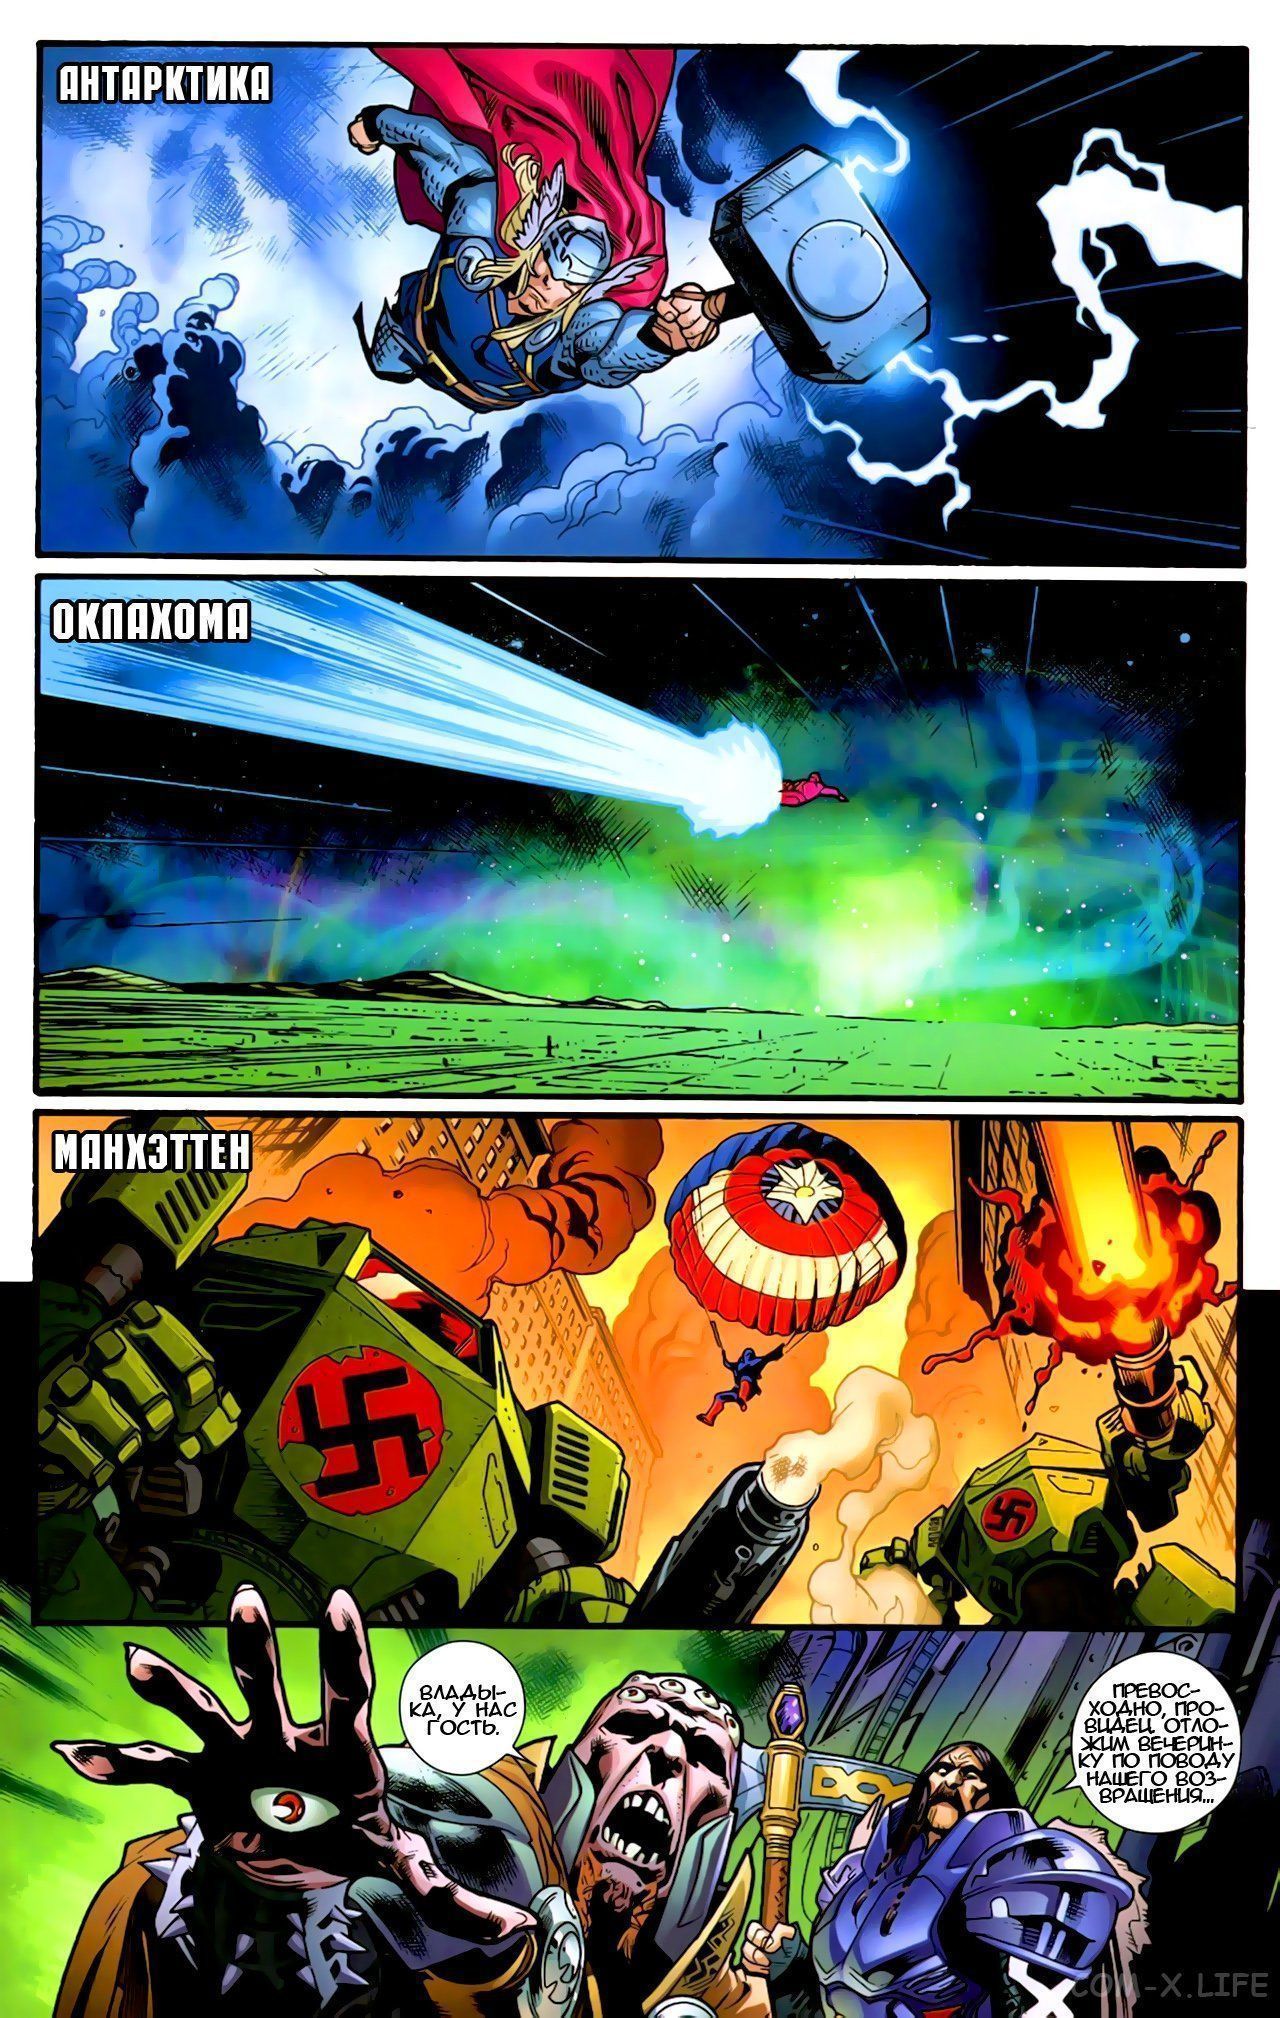 АНТАРКТИКА
ОКЛАХОМА
МАНХЭТТЕН
ВЛАДЫ-
КА, У НАС
ГОСТЬ.
ПРЕВОС-
ХОДНО, ПРО-
ВИДЕЦ. ОТЛО-
ЖИМ ВЕЧЕРИН-
КУ ПО ПОВОДУ
НАШЕГО ВОЗ-
ВРАЩЕНИЯ...
COM-X.LIFE